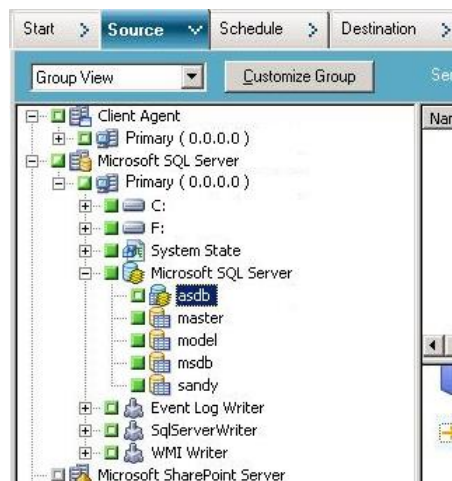 Start Source Schedule Destination
Group View Customize Group
Client Agent
Primary ( 0.0.0.0 )
Microsoft SQL Server
Primary ( 0.0.0.0 )
C:
F:
System State
Microsoft SQL Server
asdb
master
model
msdb
sandy
Event Log Writer
SqlServerWriter
WMI Writer
Microsoft SharePoint Server